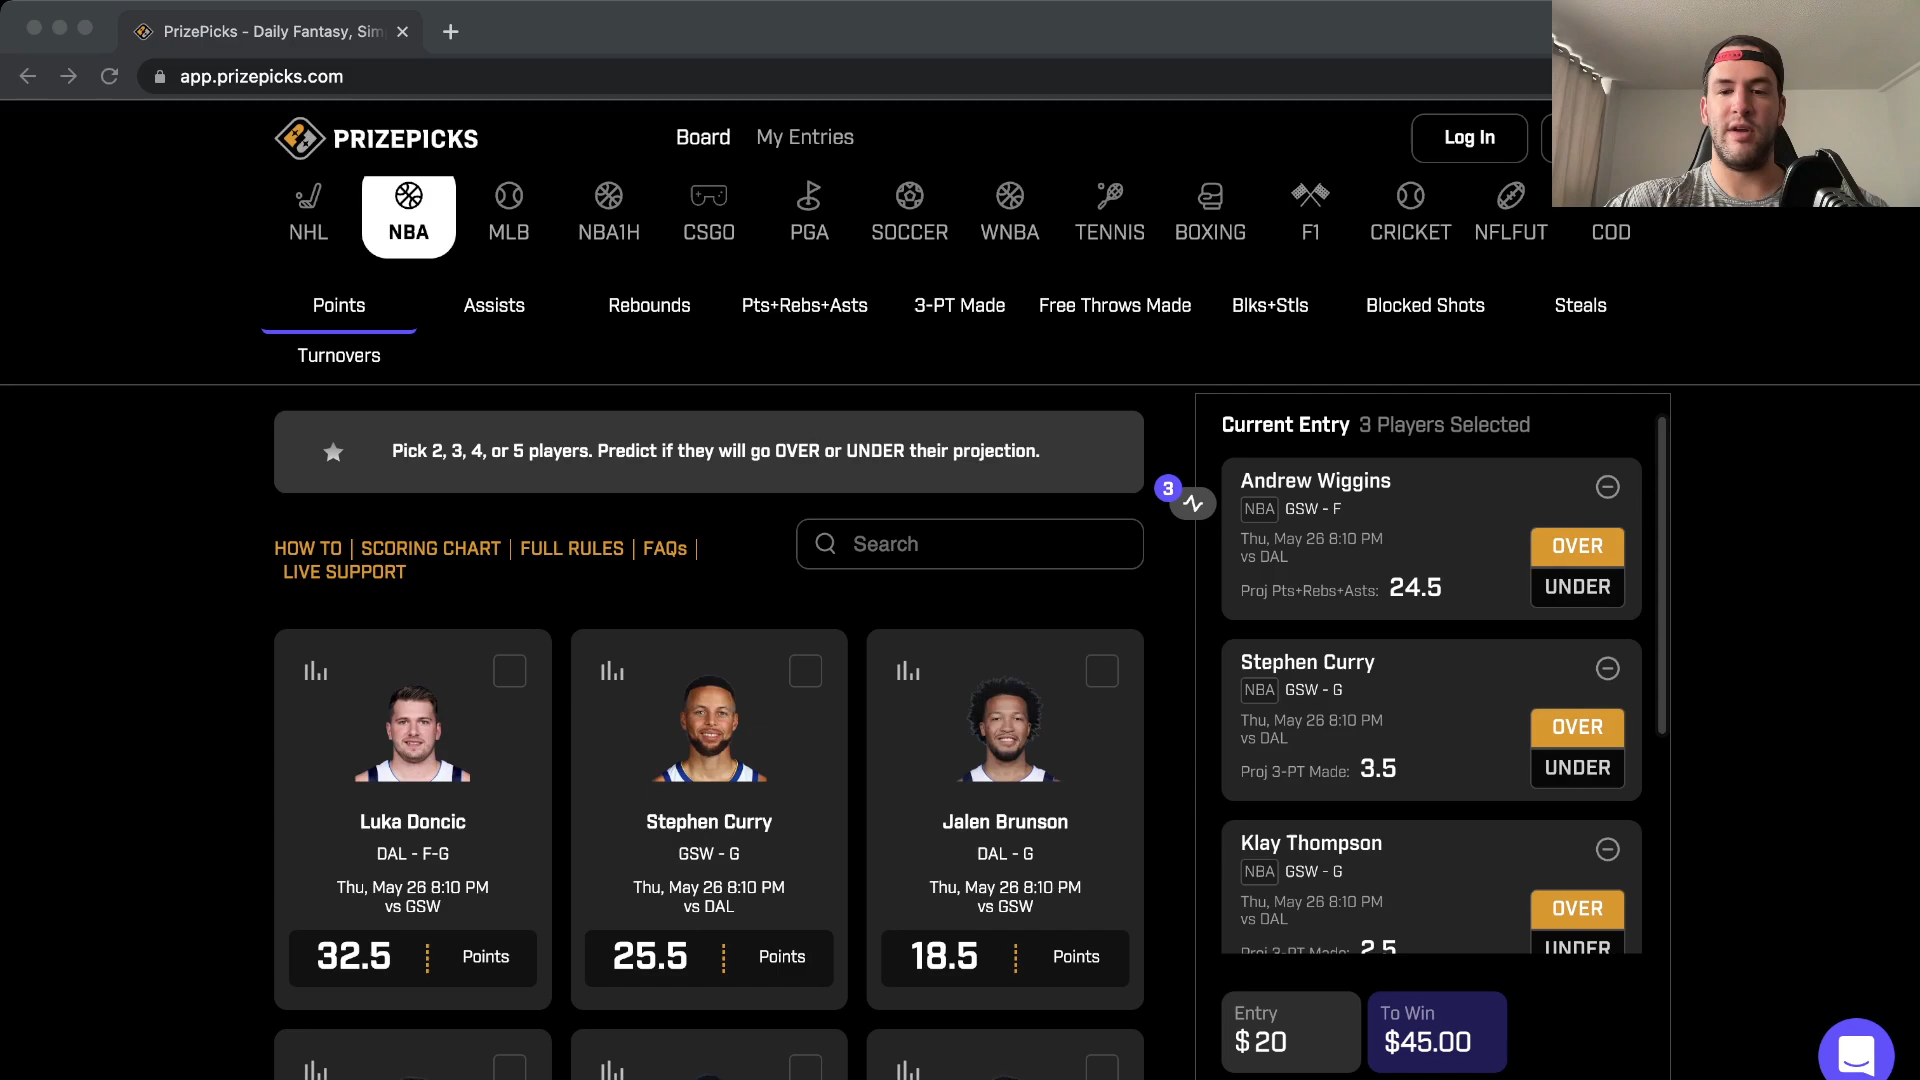 PrizePicks - Daily Fantasy, Sim
app.prizepicks.com
PRIZEPICKS
Board
My Entries
Log In
NHL
NBA
MLB
NBA1H
CSGO
PGA
SOCCER
WNBA
TENNIS
BOXING
F1
CRICKET
NFLFUT
COD
Points
Assists
Rebounds
Pts+Rebs+Asts
3-PT Made
Free Throws Made
Blks+Stls
Blocked Shots
Steals
Turnovers
Pick 2, 3, 4, or 5 players. Predict if they will go OVER or UNDER their projection.
HOW TO | SCORING CHART | FULL RULES | FAQs |
LIVE SUPPORT
Search
Luka Doncic
DAL - F-G
Thu, May 26 8:10 PM
vs GSW
32.5 Points
Stephen Curry
GSW - G
Thu, May 26 8:10 PM
vs DAL
25.5 Points
Jalen Brunson
DAL - G
Thu, May 26 8:10 PM
vs GSW
18.5 Points
3
Current Entry 3 Players Selected
Andrew Wiggins
NBA GSW - F
Thu, May 26 8:10 PM
vs DAL
Proj Pts+Rebs+Asts: 24.5
OVER
UNDER
Stephen Curry
NBA GSW - G
Thu, May 26 8:10 PM
vs DAL
Proj 3-PT Made: 3.5
OVER
UNDER
Klay Thompson
NBA GSW - G
Thu, May 26 8:10 PM
vs DAL
Proj 3-PT Made: 2.5
OVER
UNDER
Entry
$20
To Win
$45.00